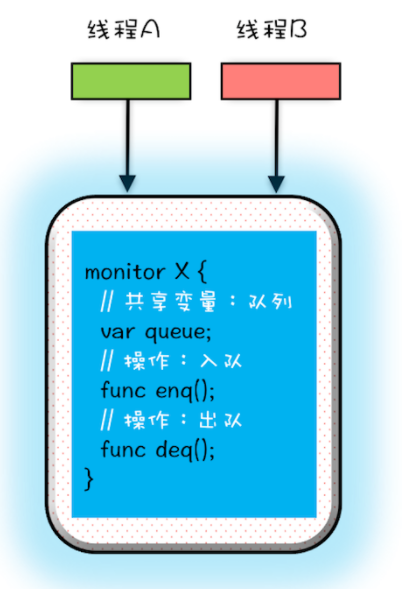 线程A 线程B
monitor X {
// 共享变量：队列
var queue;
// 操作：入队
func enq();
// 操作：出队
func deq();
}